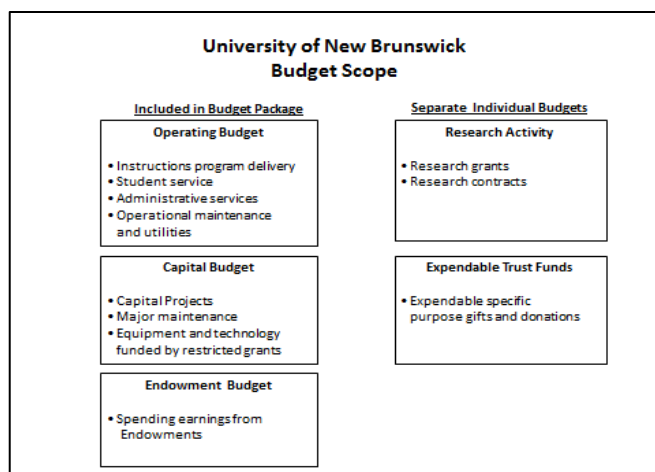 University of New Brunswick
Budget Scope
Included in Budget Package
Operating Budget
• Instructions program delivery
• Student service
• Administrative services
• Operational maintenance
and utilities
Capital Budget
• Capital Projects
• Major maintenance
• Equipment and technology
funded by restricted grants
Endowment Budget
• Spending earnings from
Endowments
Separate Individual Budgets
Research Activity
• Research grants
• Research contracts
Expendable Trust Funds
• Expendable specific
purpose gifts and donations